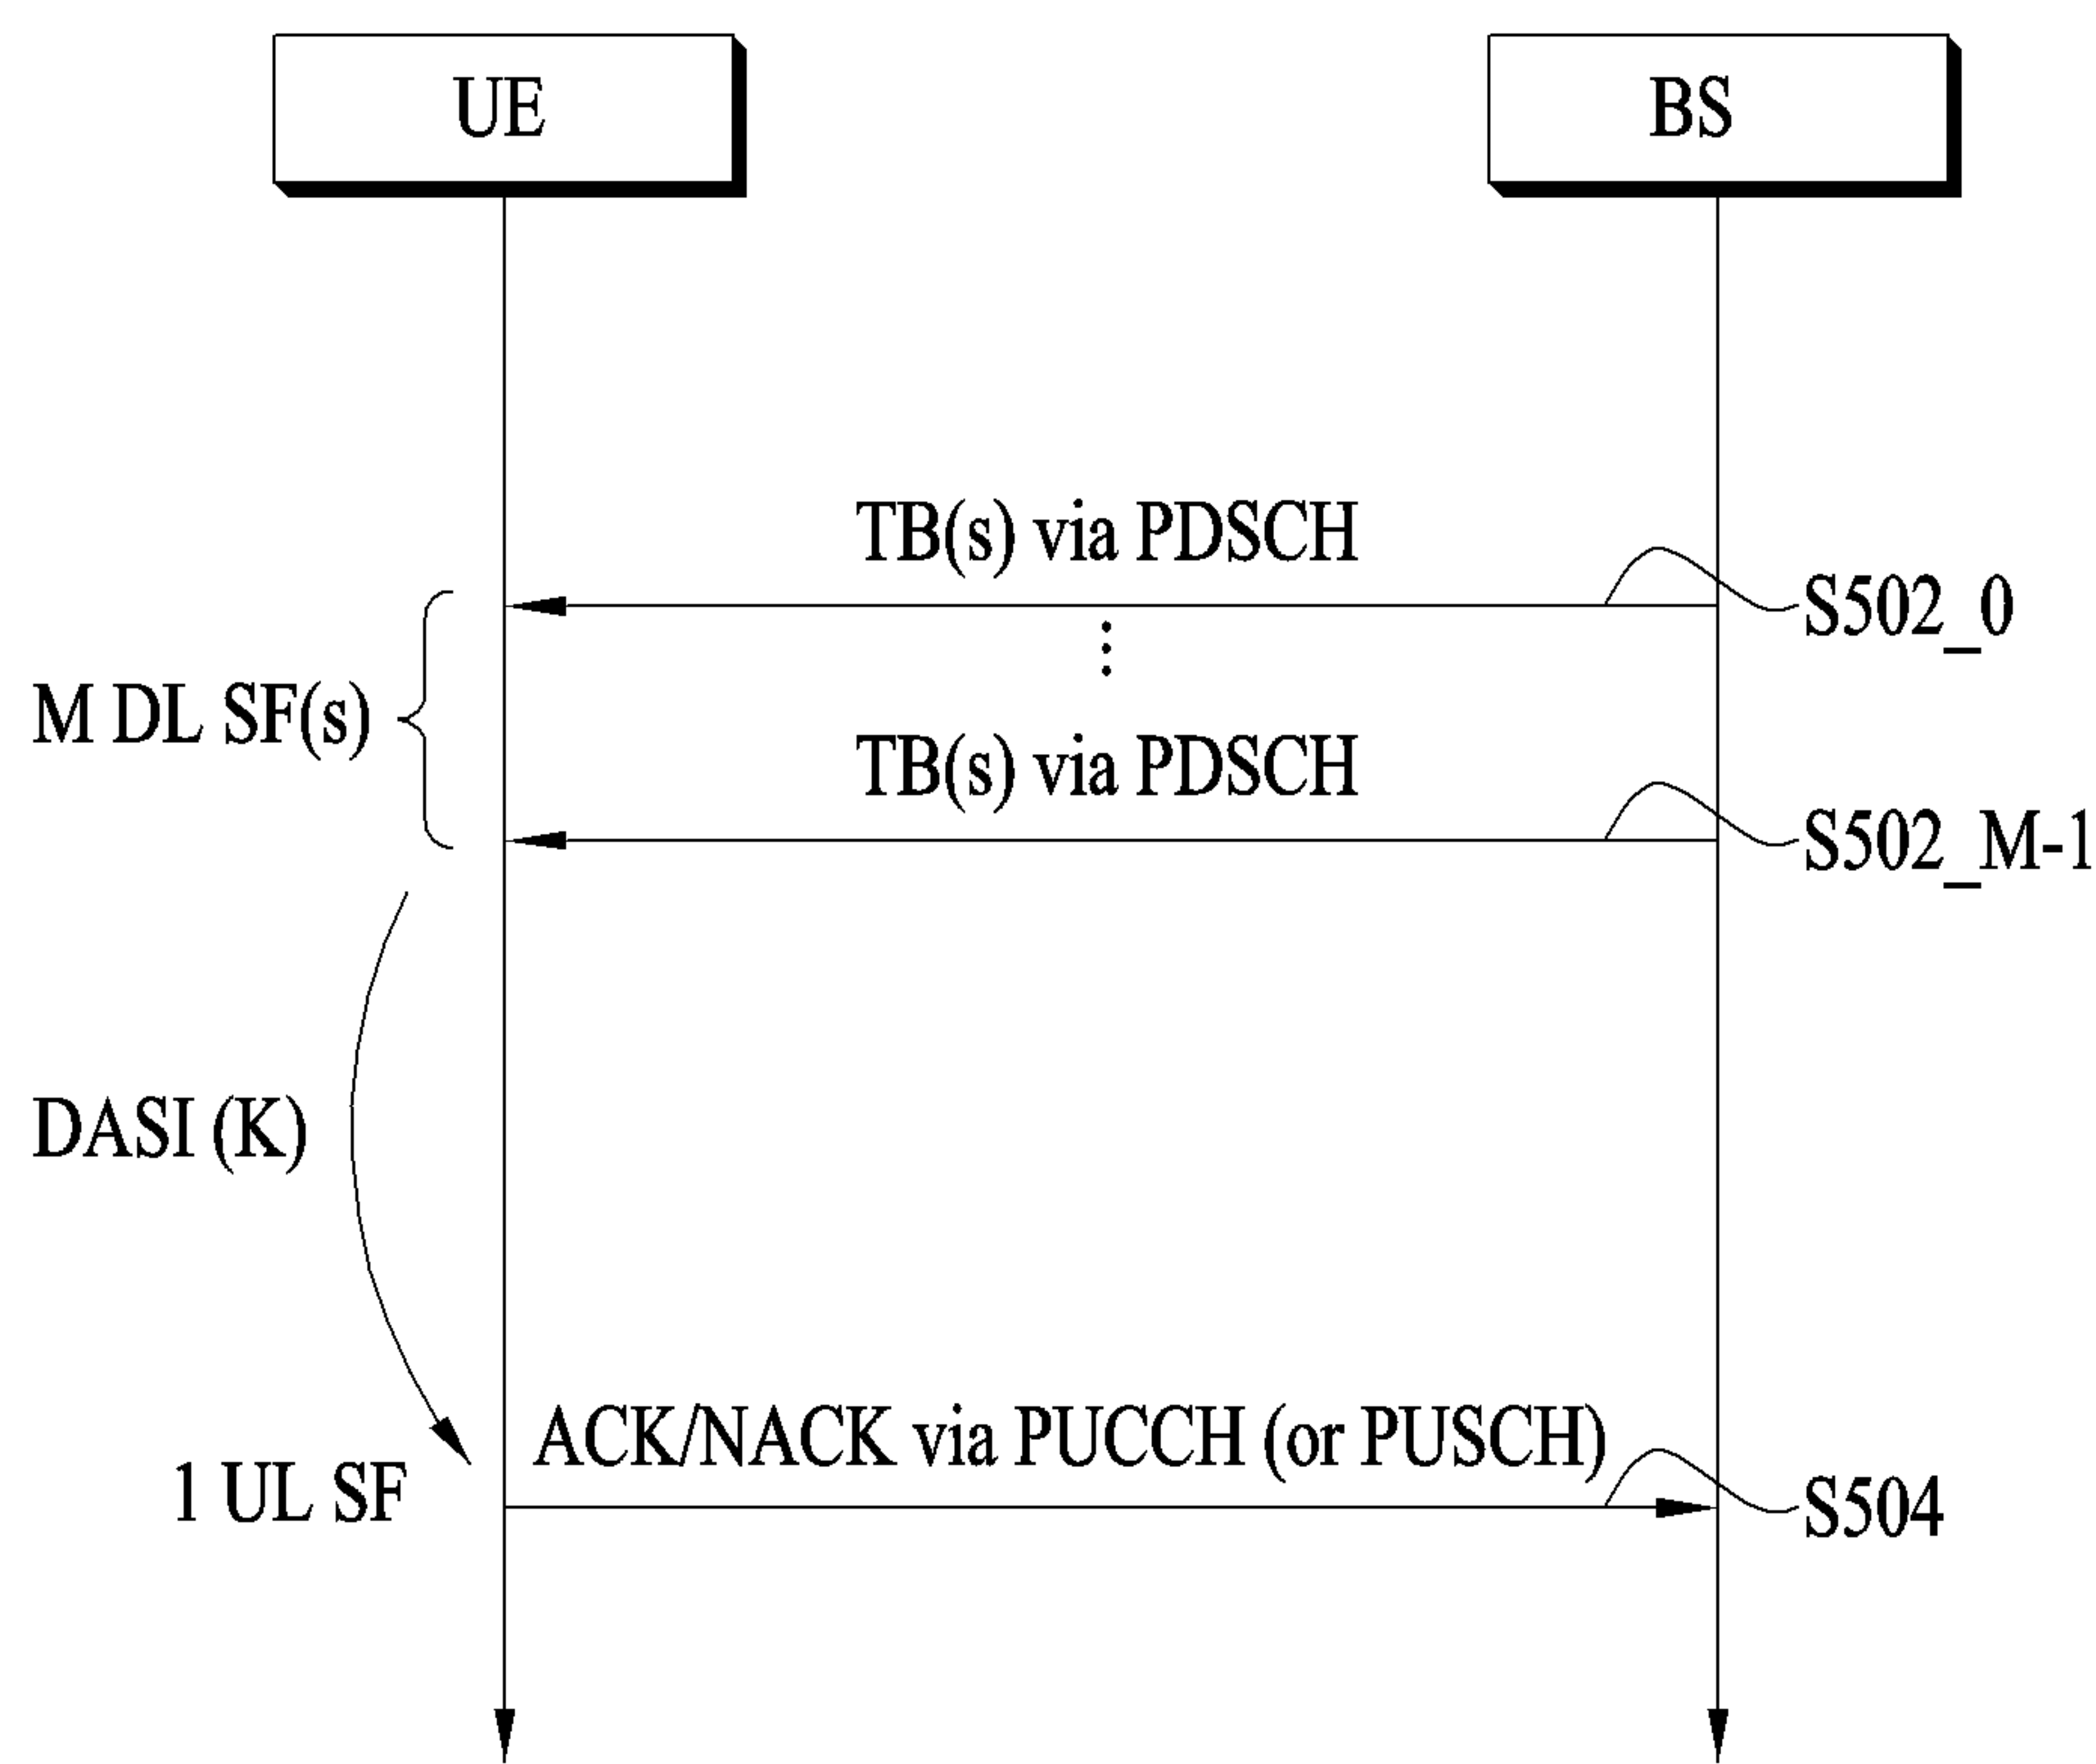 UE
BS
TB(s) via PDSCH
S502_0
M DL SF(s)
TB(s) via PDSCH
S502_M-1
DASI (K)
ACK/NACK via PUCCH (or PUSCH)
1 UL SF
S504